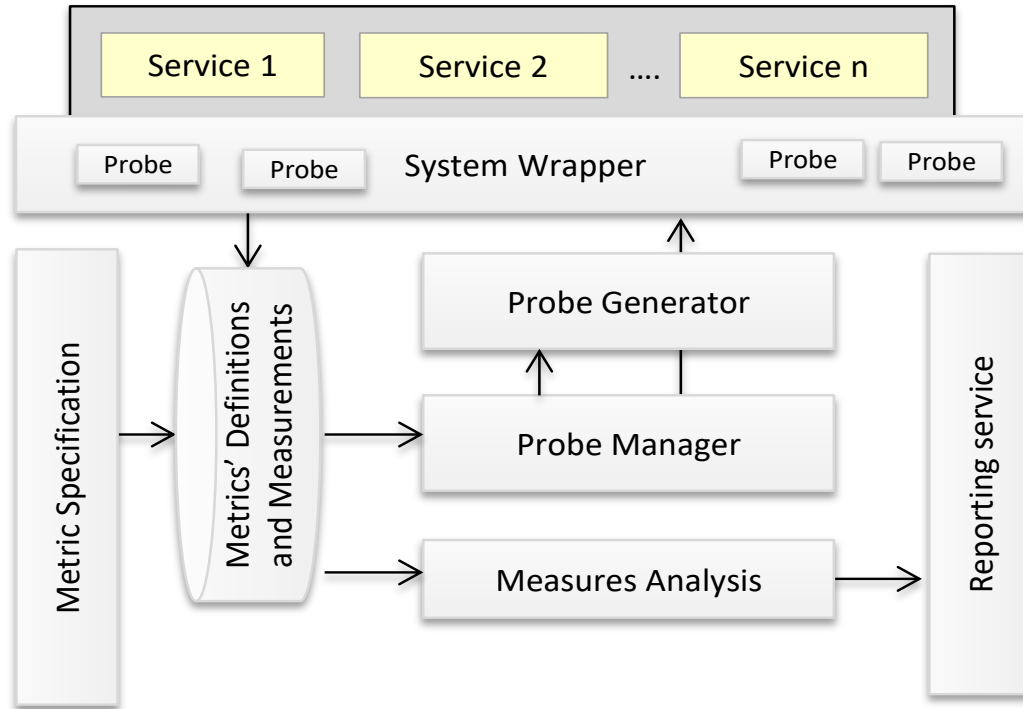 Service 1
Service 2
....
Service n
Probe
Probe
System Wrapper
Probe
Probe
Metric Specification
Metrics’ Definitions
and Measurements
Probe Generator
Probe Manager
Measures Analysis
Reporting service